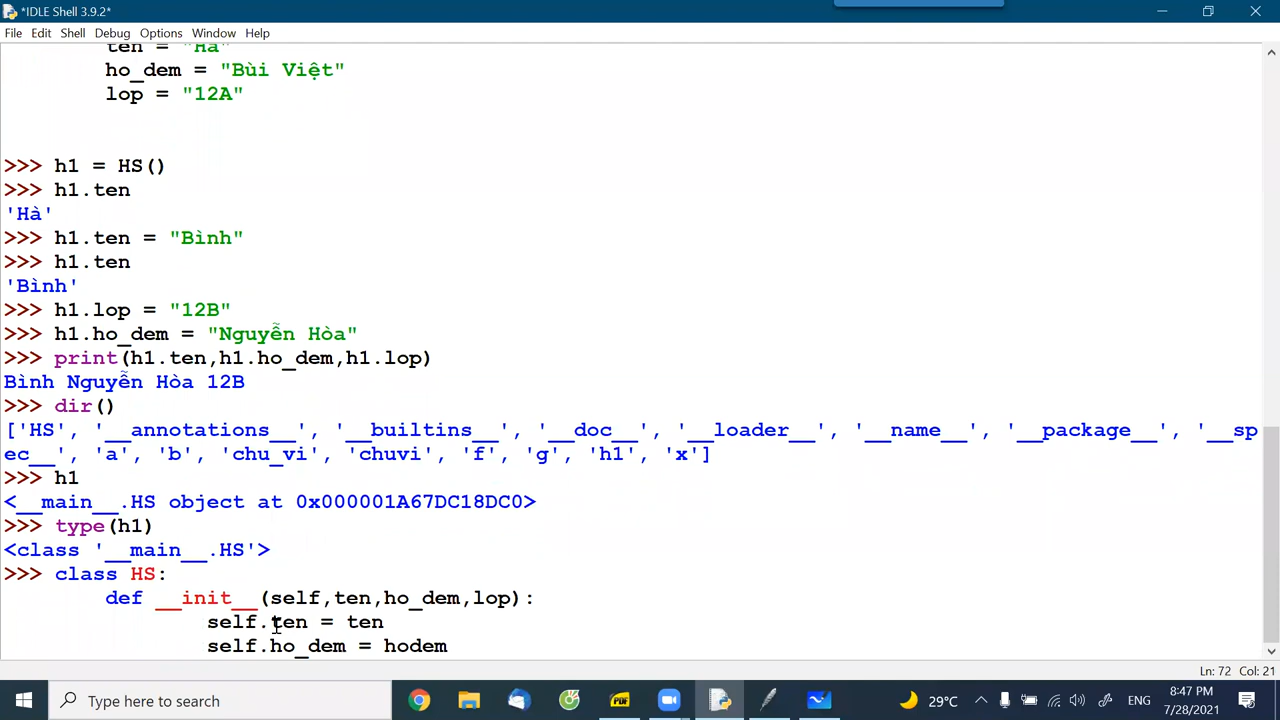 *IDLE Shell 3.9.2*
File Edit Shell Debug Options Window Help
ten = "Hà"
ho_dem = "Bùi Việt"
lop = "12A"
>>> h1 = HS()
>>> h1.ten
'Hà'
>>> h1.ten = "Bình"
>>> h1.ten
'Bình'
>>> h1.lop = "12B"
>>> h1.ho_dem = "Nguyễn Hòa"
>>> print(h1.ten,h1.ho_dem,h1.lop)
Bình Nguyễn Hòa 12B
>>> dir()
['HS', '__annotations__', '__builtins__', '__doc__', '__loader__', '__name__', '__package__', '__sp
ec__', 'a', 'b', 'chu_vi', 'chuvi', 'f', 'g', 'h1', 'x']
>>> h1
<__main__.HS object at 0x000001A67DC18DC0>
>>> type(h1)
<class '__main__.HS'>
>>> class HS:
def __init__(self,ten,ho_dem,lop):
self.ten = ten
self.ho_dem = hodem
Ln: 72 Col: 21
Type here to search
PDF
29°C
ENG
8:47 PM
7/28/2021